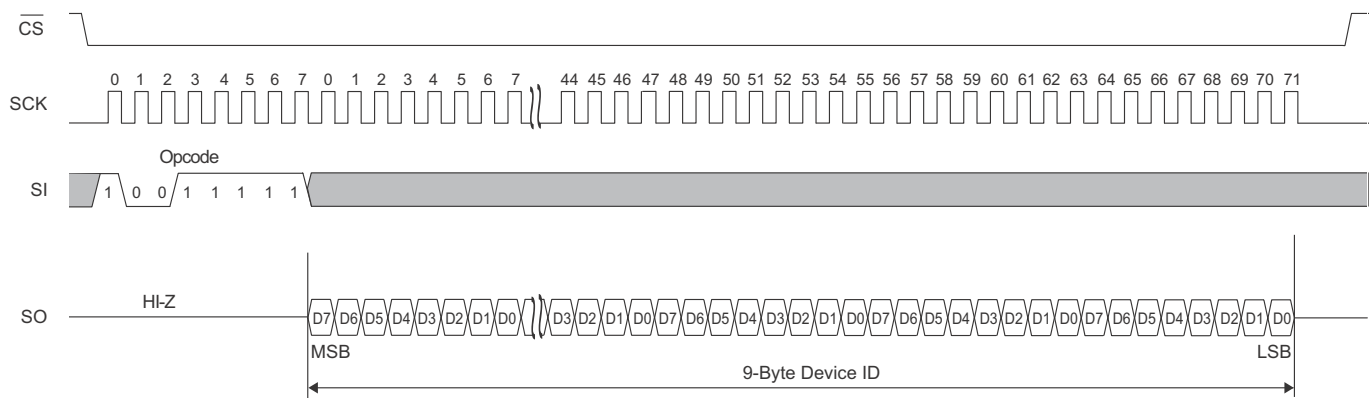 CS
0 1 2 3 4 5 6 7 0 1 2 3 4 5 6 7 44 45 46 47 48 49 50 51 52 53 54 55 56 57 58 59 60 61 62 63 64 65 66 67 68 69 70 71
SCK
Opcode
SI 1 0 0 1 1 1 1 1
HI-Z
SO D7 D6 D5 D4 D3 D2 D1 D0 D3 D2 D1 D0 D7 D6 D5 D4 D3 D2 D1 D0 D7 D6 D5 D4 D3 D2 D1 D0 D7 D6 D5 D4 D3 D2 D1 D0
MSB LSB
9-Byte Device ID